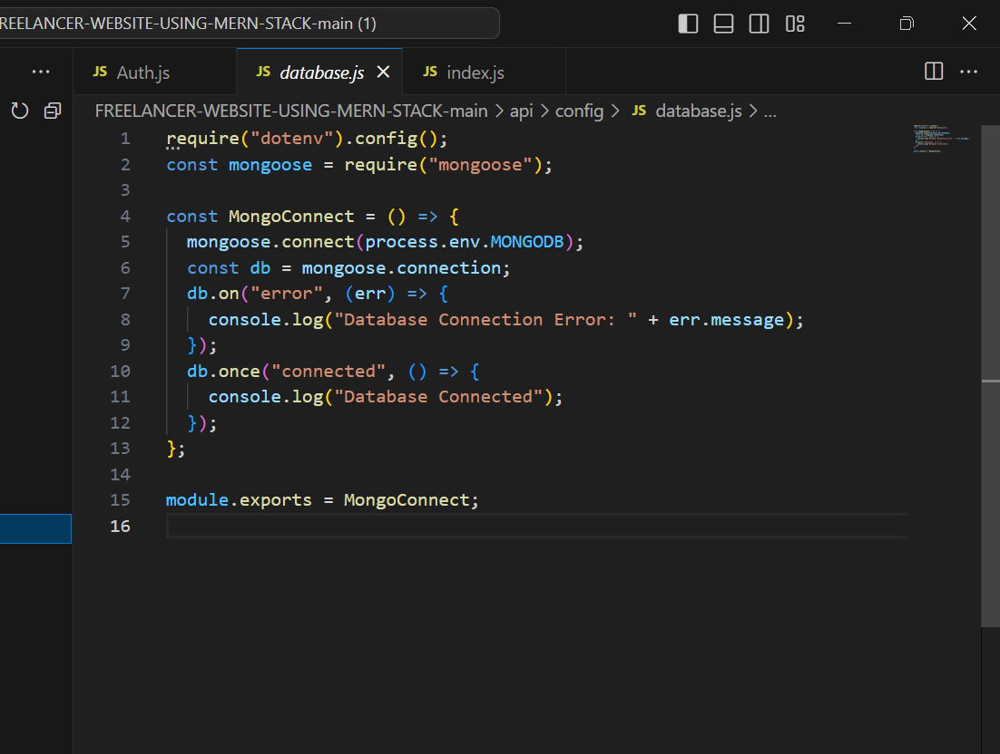 REELANCER-WEBSITE-USING-MERN-STACK-main (1)
JS Auth.js
JS database.js
JS index.js
FREELANCER-WEBSITE-USING-MERN-STACK-main > api > config > JS database.js > ...
1 require("dotenv").config();
2 const mongoose = require("mongoose");
3
4 const MongoConnect = () => {
5 mongoose.connect(process.env.MONGODB);
6 const db = mongoose.connection;
7 db.on("error", (err) => {
8 console.log("Database Connection Error: " + err.message);
9 });
10 db.once("connected", () => {
11 console.log("Database Connected");
12 });
13 };
14
15 module.exports = MongoConnect;
16